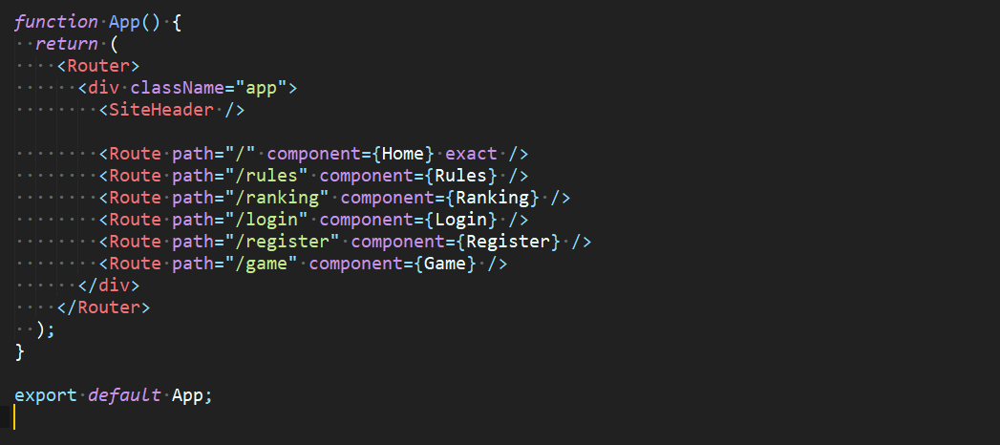 function App() {
  return (
    <Router>
      <div className="app">
        <SiteHeader />

        <Route path="/" component={Home} exact />
        <Route path="/rules" component={Rules} />
        <Route path="/ranking" component={Ranking} />
        <Route path="/login" component={Login} />
        <Route path="/register" component={Register} />
        <Route path="/game" component={Game} />
      </div>
    </Router>
  );
}

export default App;